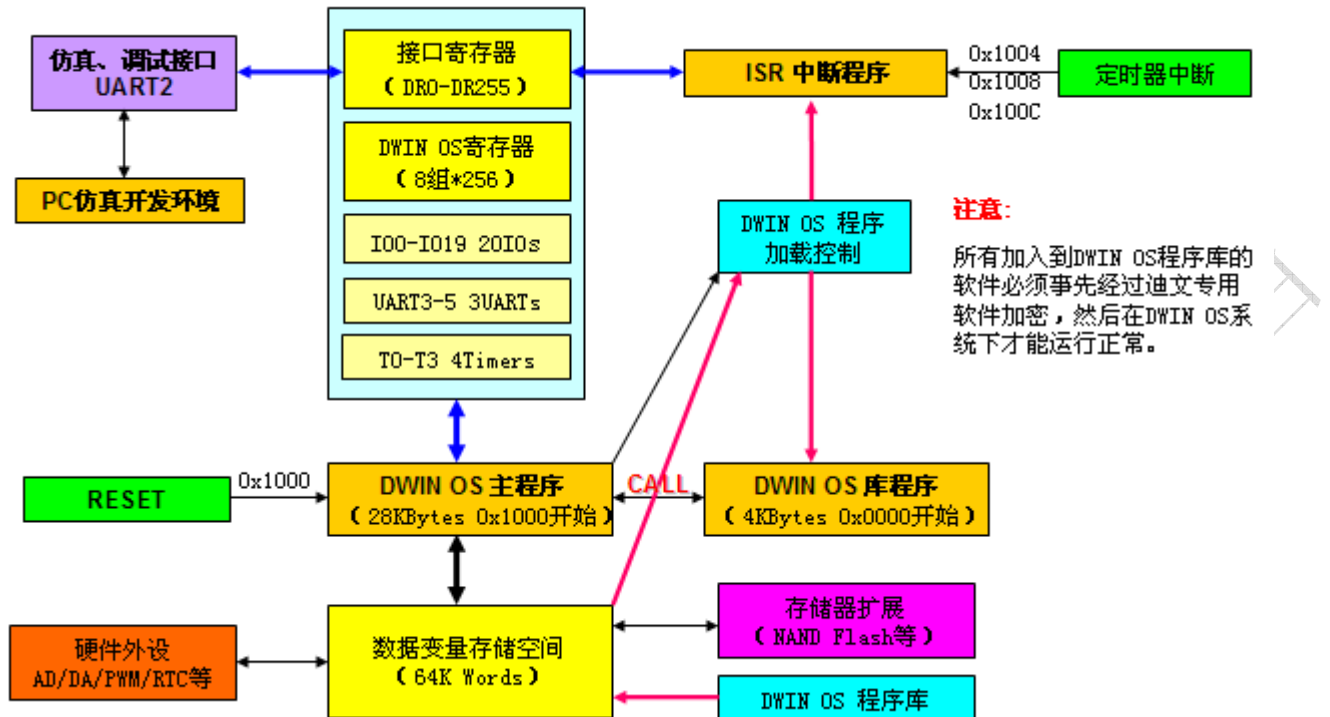 仿真、调试接口
UART2
PC仿真开发环境
接口寄存器
(DR0-DR255)
DWIN OS寄存器
(8组*256)
IO0-IO19 20IOs
UART3-5 3UARTs
T0-T3 4Timers
ISR 中断程序
0x1004
0x1008
0x100C
定时器中断
DWIN OS 程序
加载控制
注意:
所有加入到DWIN OS程序库的
软件必须事先经过迪文专用
软件加密，然后在DWIN OS系
统下才能运行正常。
RESET
0x1000
DWIN OS 主程序
(28KBytes 0x1000开始)
CALL
DWIN OS 库程序
(4KBytes 0x0000开始)
硬件外设
AD/DA/PWM/RTC等
数据变量存储空间
(64K Words)
存储器扩展
(NAND Flash等)
DWIN OS 程序库